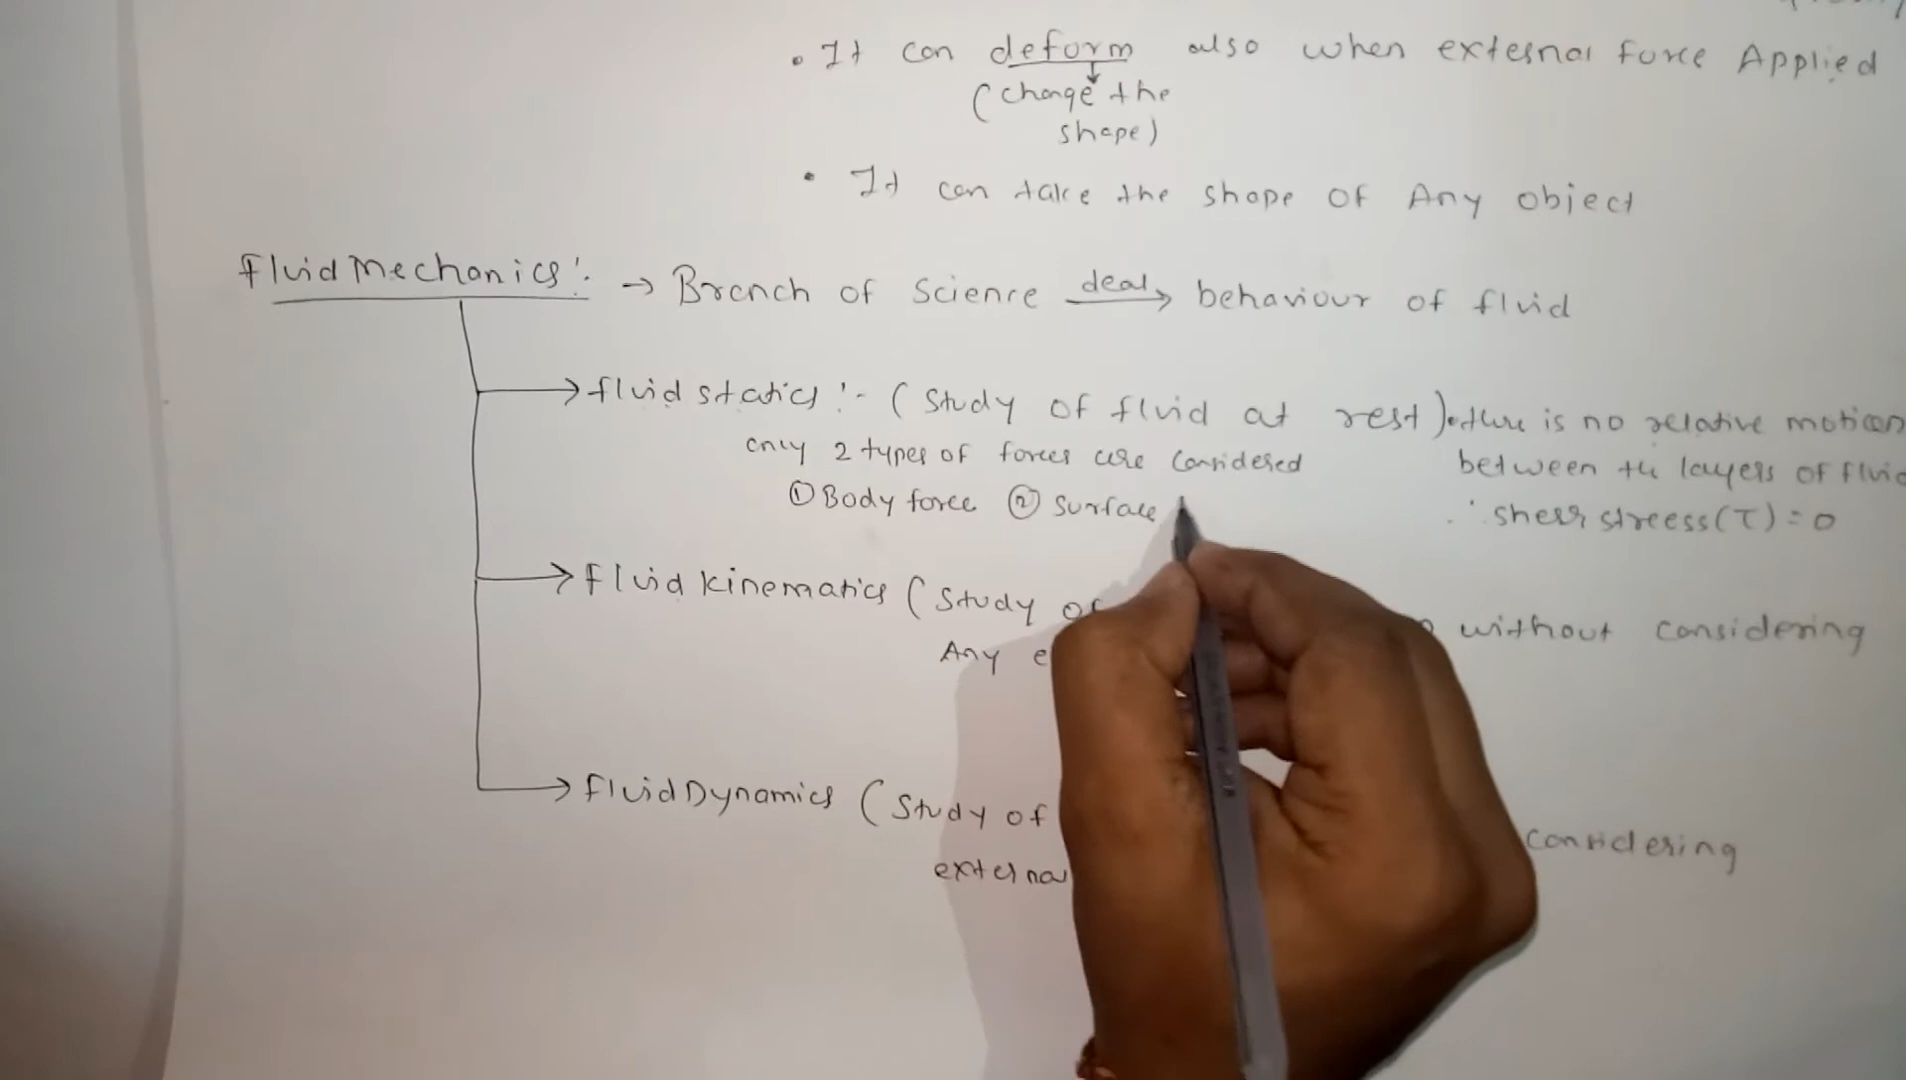 • It can deform also when external force Applied
(change the
shape)
• It can take the shape of Any object
fluid Mechanics :- → Branch of Science deal → behaviour of fluid
→ fluid statics :- (Study of fluid at rest) • there is no relative motion
only 2 types of forces are considered
between the layers of fluid
① Body force ② surface
∴ shear streess (τ) = 0
→ fluid kinematics (Study of without considering
Any
→ fluid Dynamics (Study of considering
external